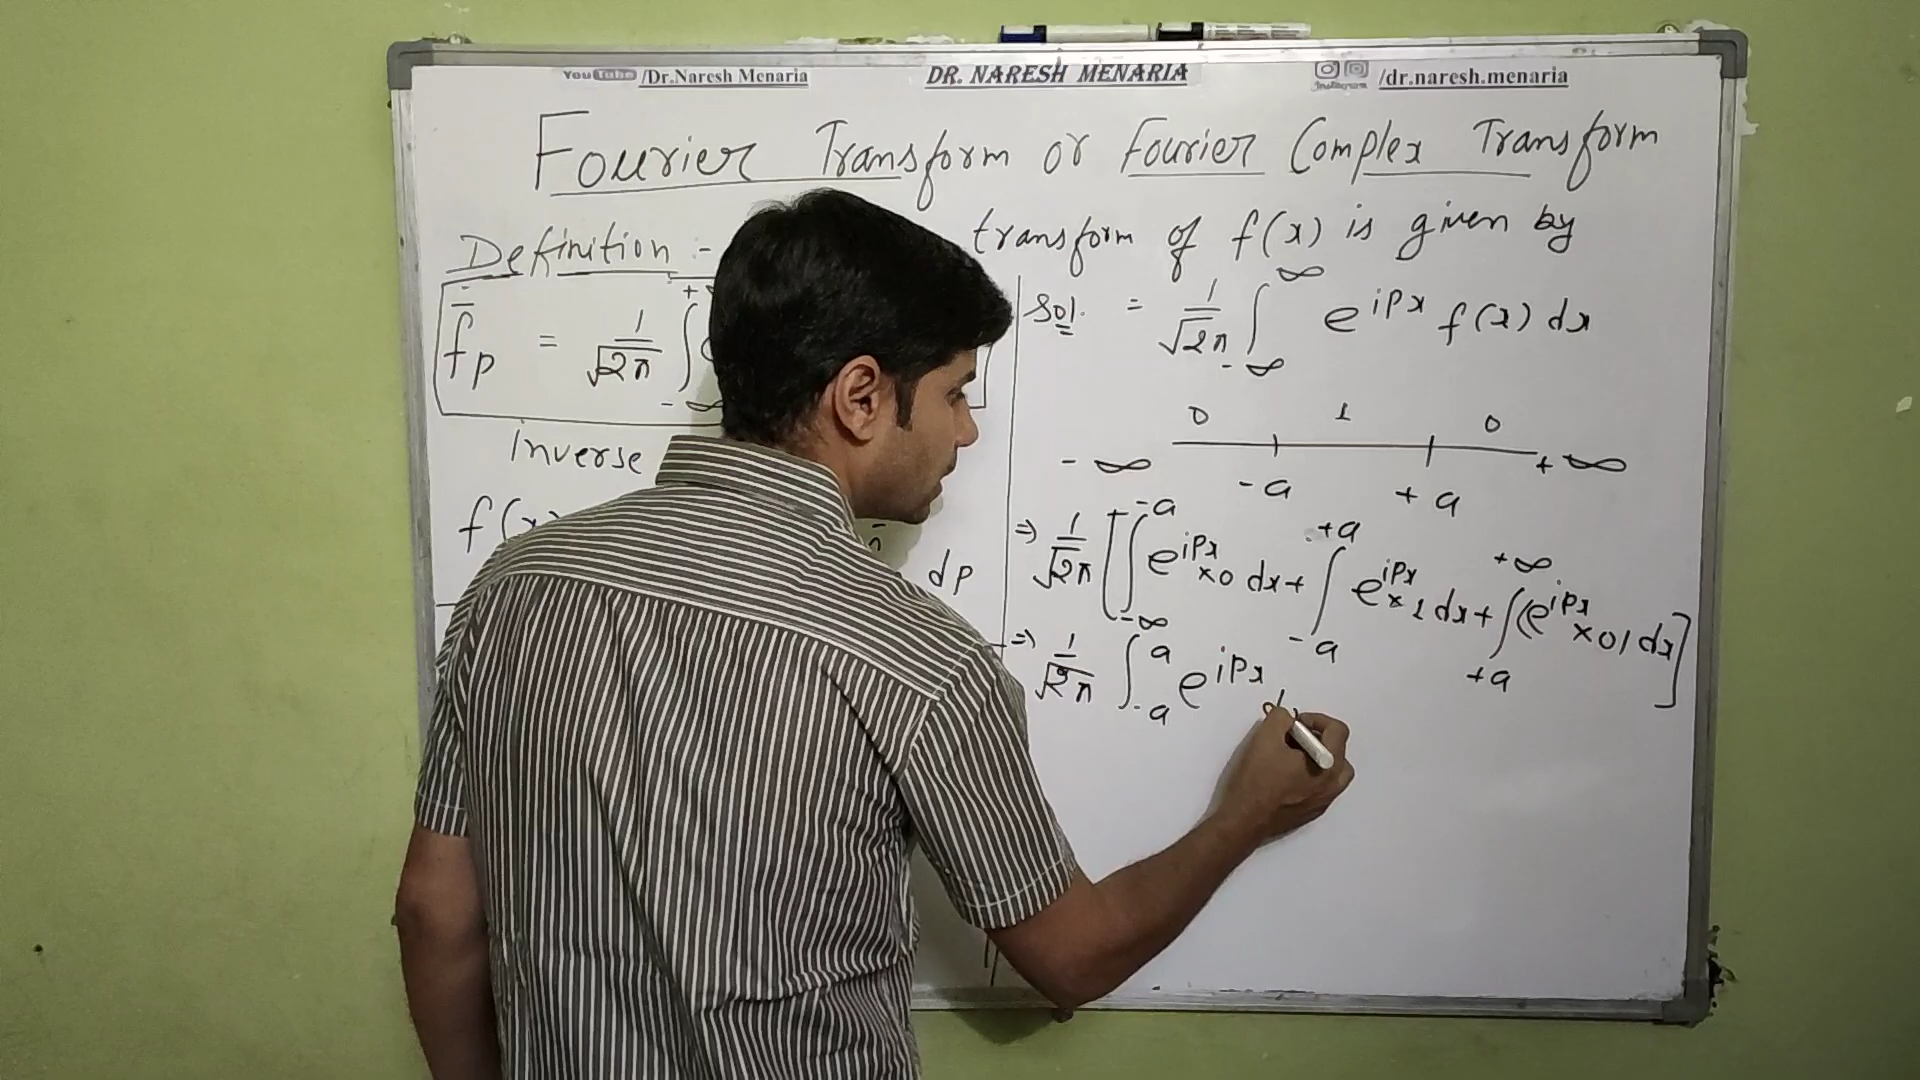 YouTube /Dr.Naresh Menaria DR. NARESH MENARIA Instagram /dr.naresh.menaria
Fourier Transform or Fourier Complex Transform
Definition :- transform of f(x) is given by
f̄p = 1/√2π ∫
Inverse
f(x
dp
Sol. = 1/√2π ∫_{-∞}^{∞} e^{ipx} f(x) dx
0 1 0
-∞ -a +a +∞
⇒ 1/√2π [∫_{-∞}^{-a} e^{ipx} ×0 dx + ∫_{-a}^{+a} e^{ipx} ×1 dx + ∫_{+a}^{+∞} (e^{ipx} ×0) dx]
⇒ 1/√2π ∫_{-a}^{a} e^{ipx} d